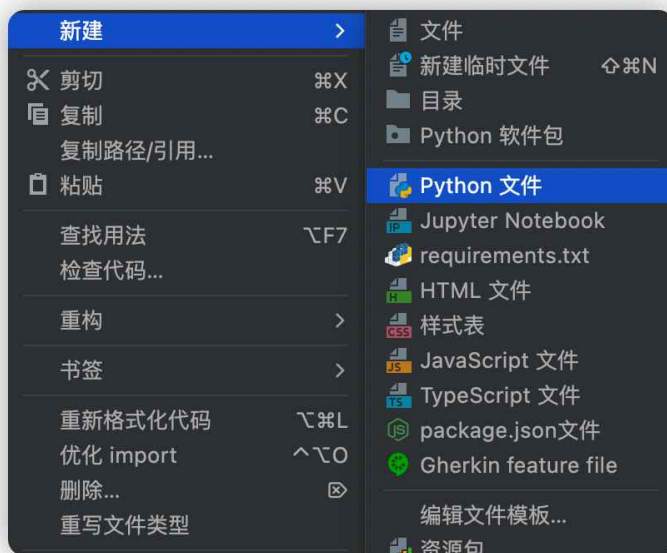 新建
剪切 ⌘X
复制 ⌘C
复制路径/引用...
粘贴 ⌘V
查找用法 ⌥F7
检查代码...
重构
书签
重新格式化代码 ⌥⌘L
优化 import ^⌥O
删除... ⌦
重写文件类型
文件
新建临时文件 ⇧⌘N
目录
Python 软件包
Python 文件
IP Jupyter Notebook
requirements.txt
H HTML 文件
CSS 样式表
JS JavaScript 文件
TS TypeScript 文件
JS package.json文件
Gherkin feature file
编辑文件模板...
资源包